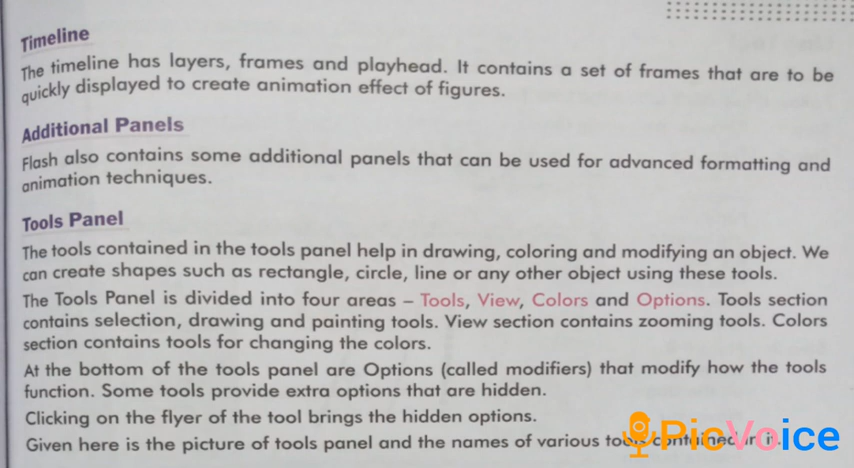 Timeline
The timeline has layers, frames and playhead. It contains a set of frames that are to be
quickly displayed to create animation effect of figures.
Additional Panels
Flash also contains some additional panels that can be used for advanced formatting and
animation techniques.
Tools Panel
The tools contained in the tools panel help in drawing, coloring and modifying an object. We
can create shapes such as rectangle, circle, line or any other object using these tools.
The Tools Panel is divided into four areas – Tools, View, Colors and Options. Tools section
contains selection, drawing and painting tools. View section contains zooming tools. Colors
section contains tools for changing the colors.
At the bottom of the tools panel are Options (called modifiers) that modify how the tools
function. Some tools provide extra options that are hidden.
Clicking on the flyer of the tool brings the hidden options.
Given here is the picture of tools panel and the names of various tools contained in it.
PicVoice